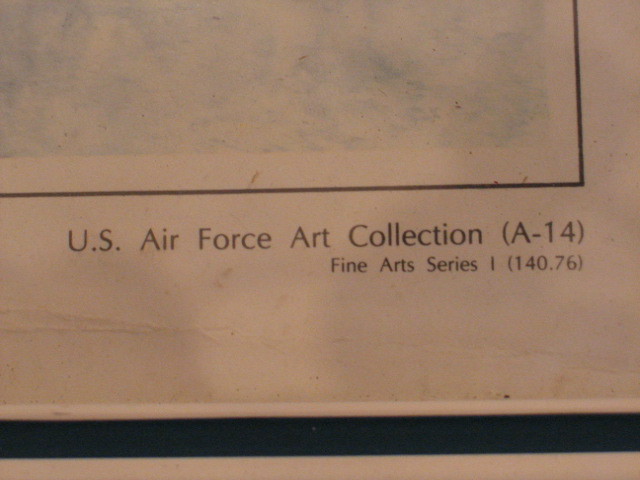 U.S. Air Force Art Collection (A-14)
Fine Arts Series I (140.76)